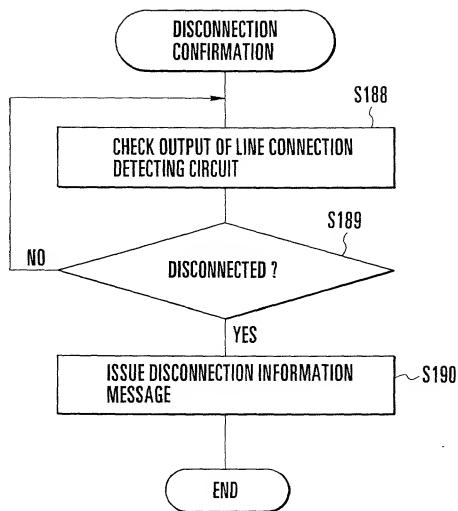 DISCONNECTION
CONFIRMATION
S188
CHECK OUTPUT OF LINE CONNECTION
DETECTING CIRCUIT
S189
NO
DISCONNECTED ?
YES
ISSUE DISCONNECTION INFORMATION
MESSAGE
S190
END